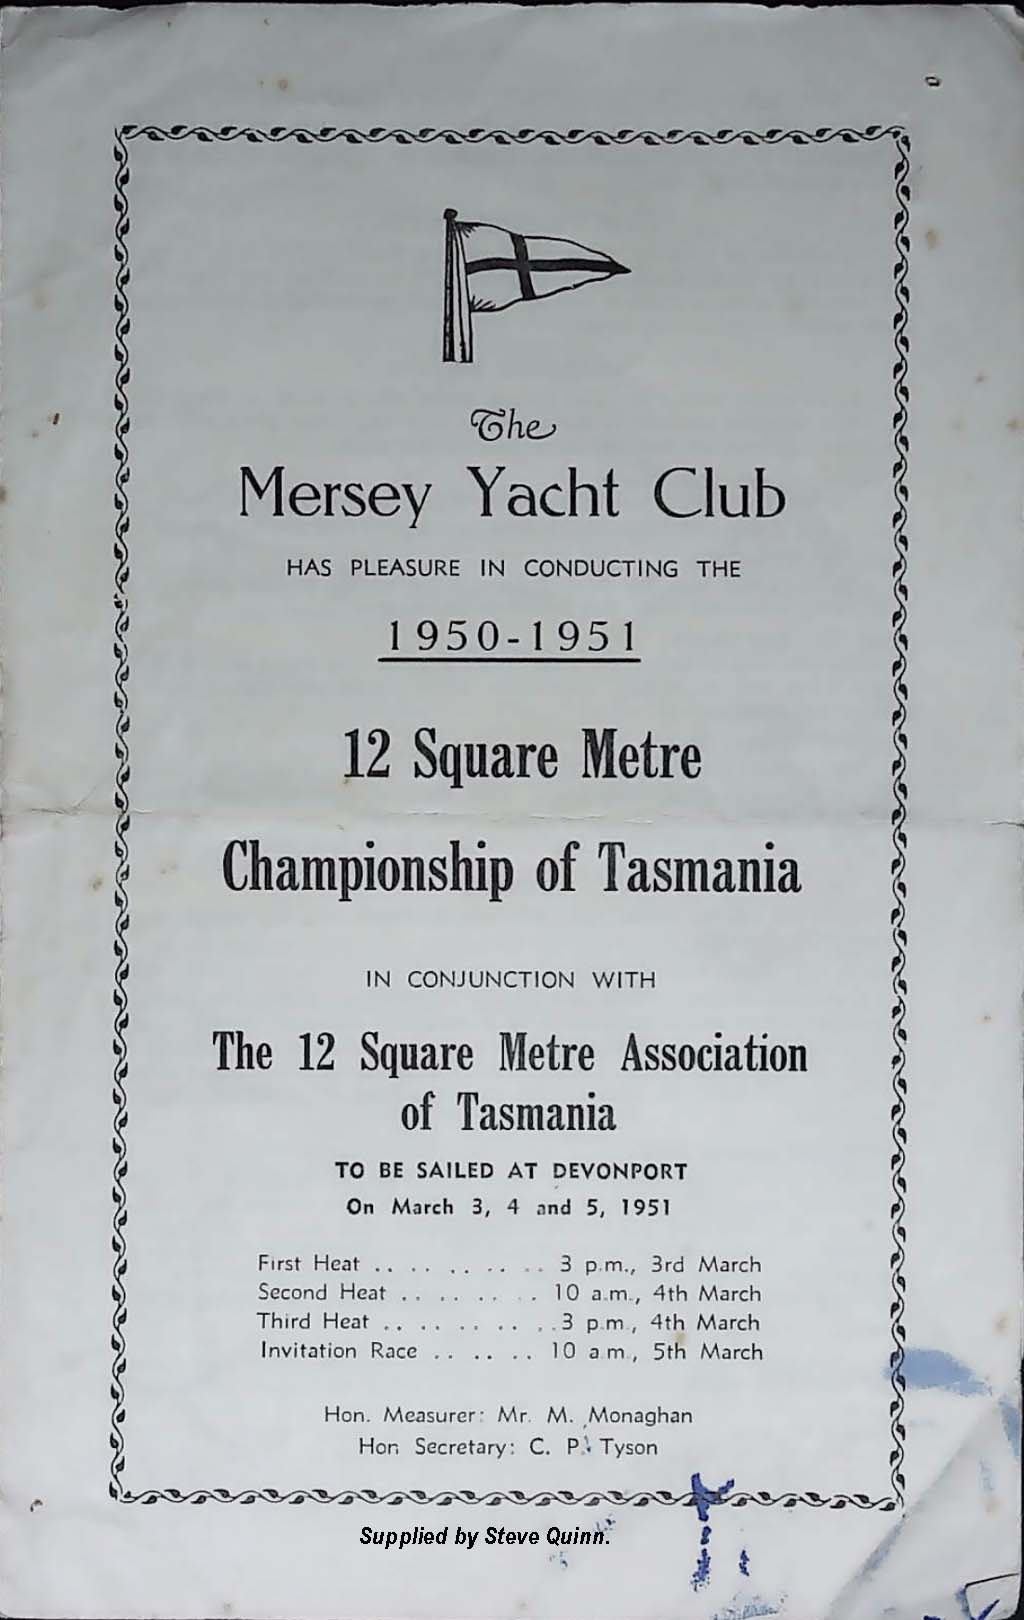 The
Mersey Yacht Club
HAS PLEASURE IN CONDUCTING THE
1950-1951
12 Square Metre
Championship of Tasmania
IN CONJUNCTION WITH
The 12 Square Metre Association
of Tasmania
TO BE SAILED AT DEVONPORT
On March 3, 4 and 5, 1951
First Heat .. .. .. .. .. 3 p.m., 3rd March
Second Heat .. .. .. .. 10 a.m., 4th March
Third Heat .. .. .. .. .. 3 p.m., 4th March
Invitation Race .. .. .. 10 a.m., 5th March
Hon. Measurer: Mr. M. Monaghan
Hon. Secretary: C. P. Tyson
Supplied by Steve Quinn.